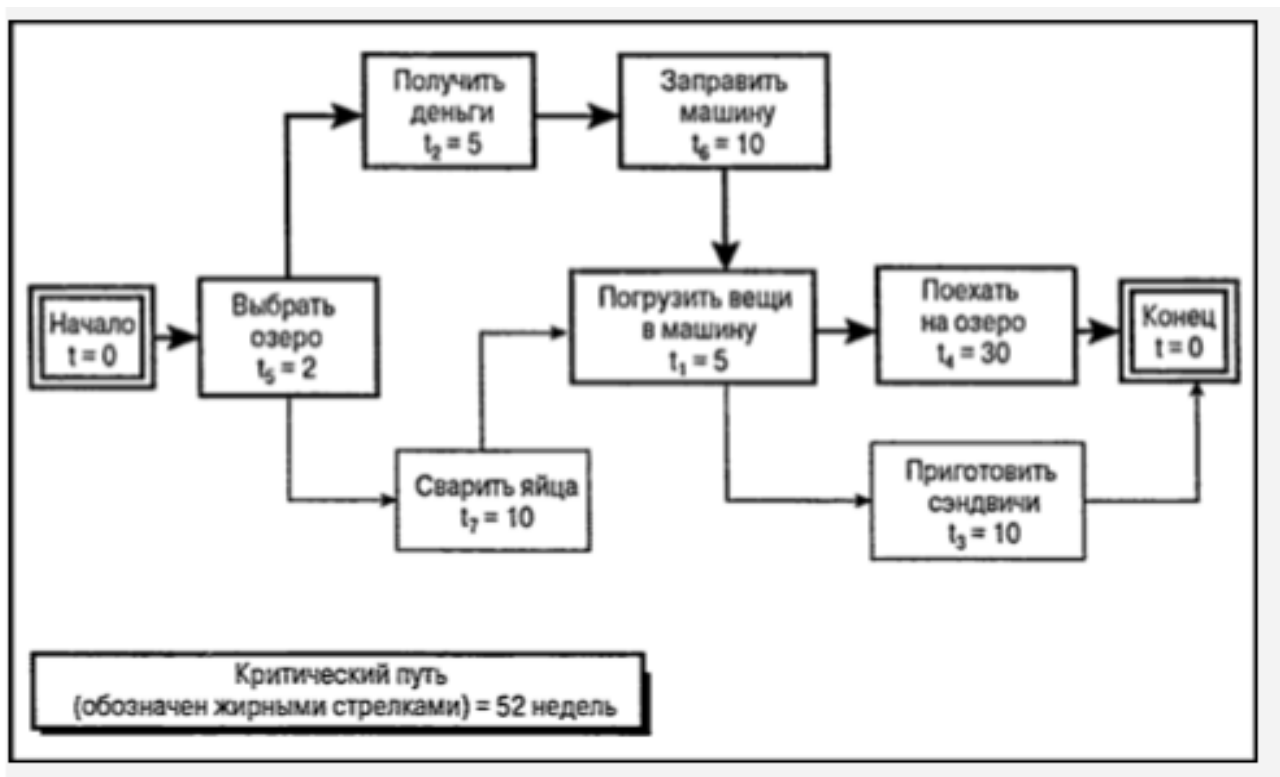 Получить
деньги
t₂ = 5
Заправить
машину
t₆ = 10
Начало
t = 0
Выбрать
озеро
t₅ = 2
Погрузить вещи
в машину
t₁ = 5
Поехать
на озеро
t₄ = 30
Конец
t = 0
Сварить яйца
t₇ = 10
Приготовить
сэндвичи
t₃ = 10
Критический путь
(обозначен жирными стрелками) = 52 недель